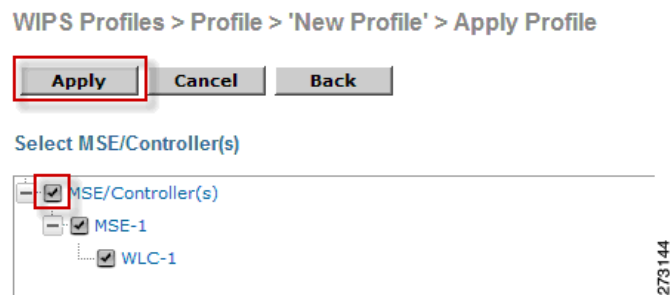 WIPS Profiles > Profile > 'New Profile' > Apply Profile
Apply Cancel Back
Select MSE/Controller(s)
MSE/Controller(s)
MSE-1
WLC-1
273144